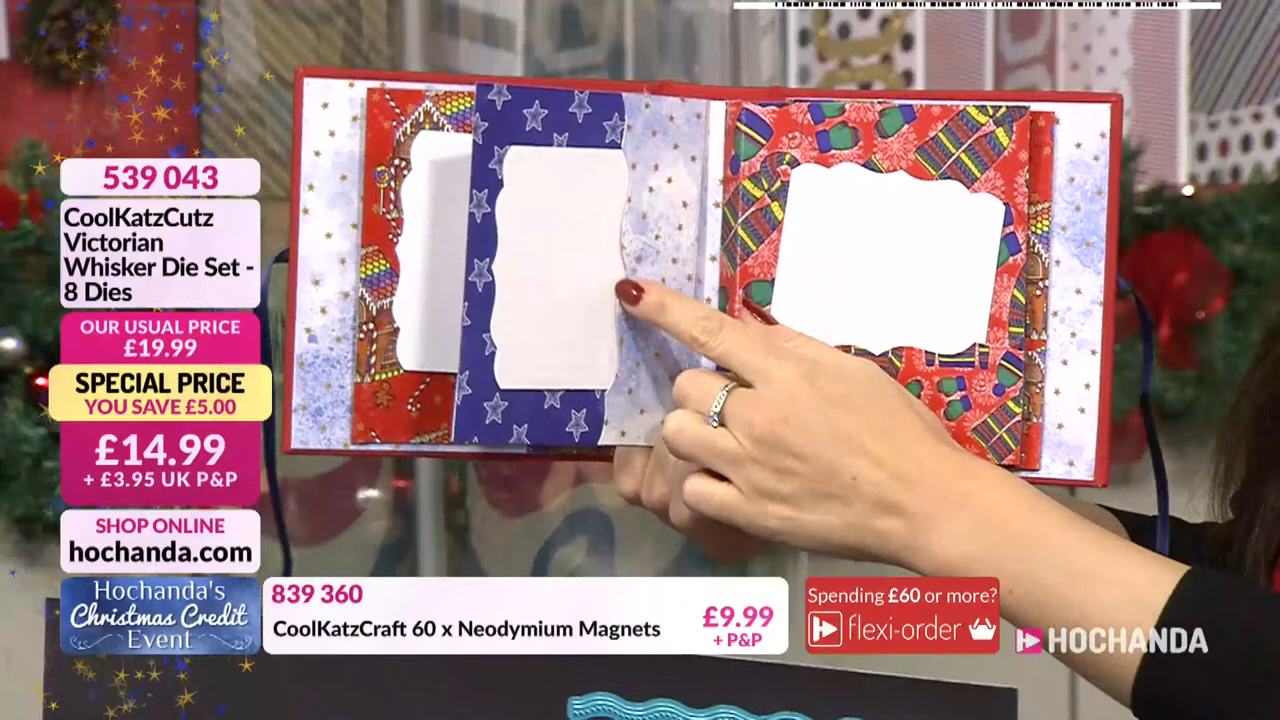 539 043
CoolKatzCutz
Victorian
Whisker Die Set -
8 Dies
OUR USUAL PRICE
£19.99
SPECIAL PRICE
YOU SAVE £5.00
£14.99
+ £3.95 UK P&P
SHOP ONLINE
hochanda.com
Hochanda's
Christmas Credit
Event
839 360
CoolKatzCraft 60 x Neodymium Magnets
£9.99
+ P&P
Spending £60 or more?
flexi-order
HOCHANDA